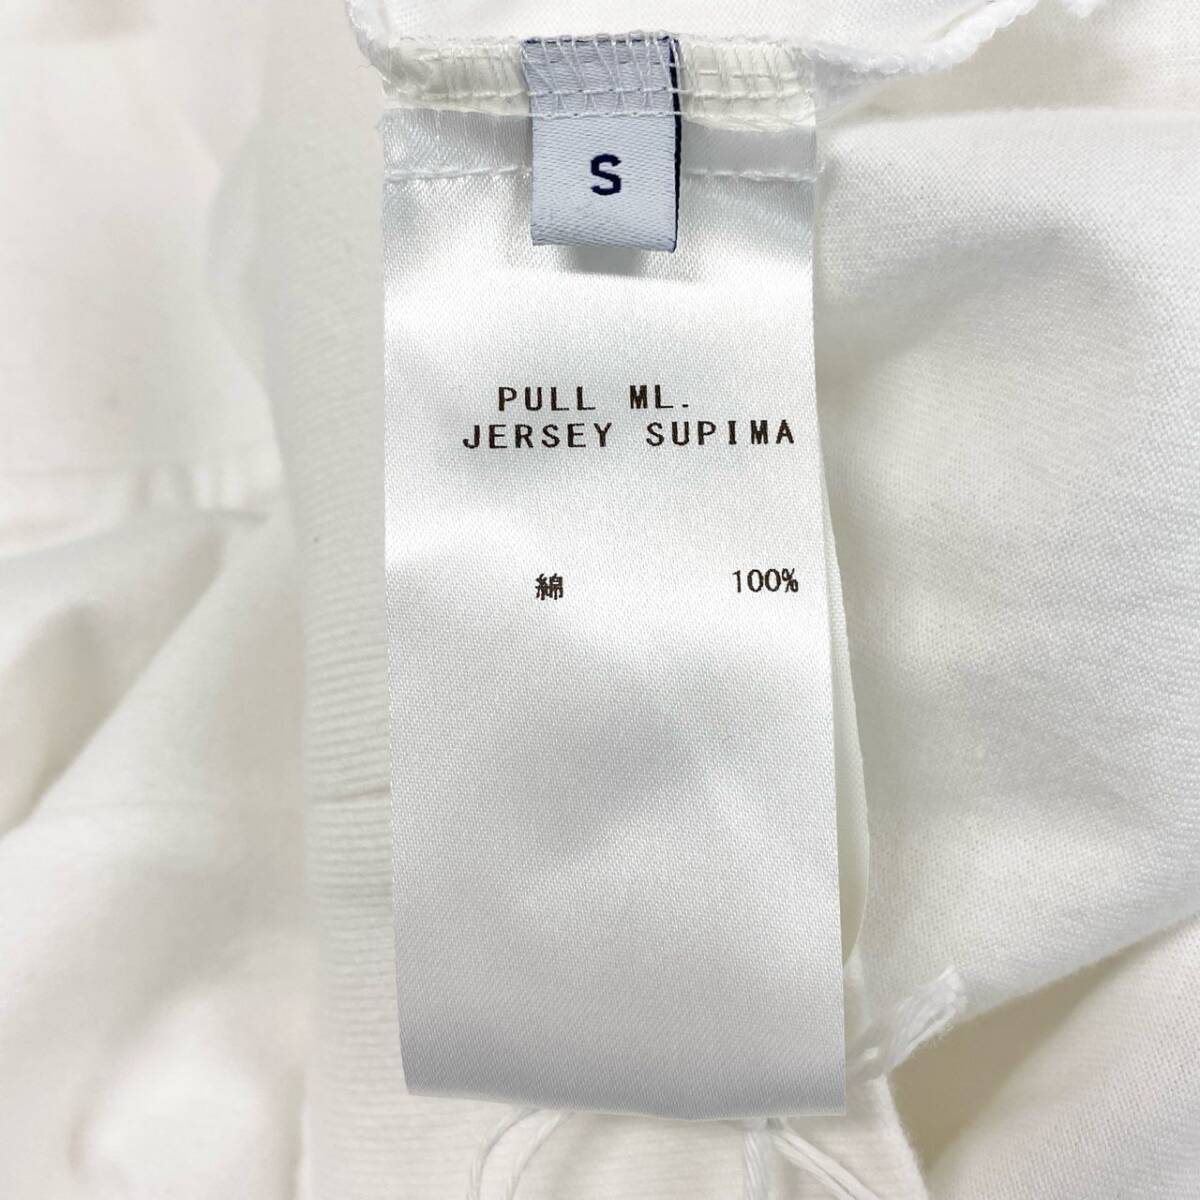 S
PULL ML.
JERSEY SUPIMA
綿 100%